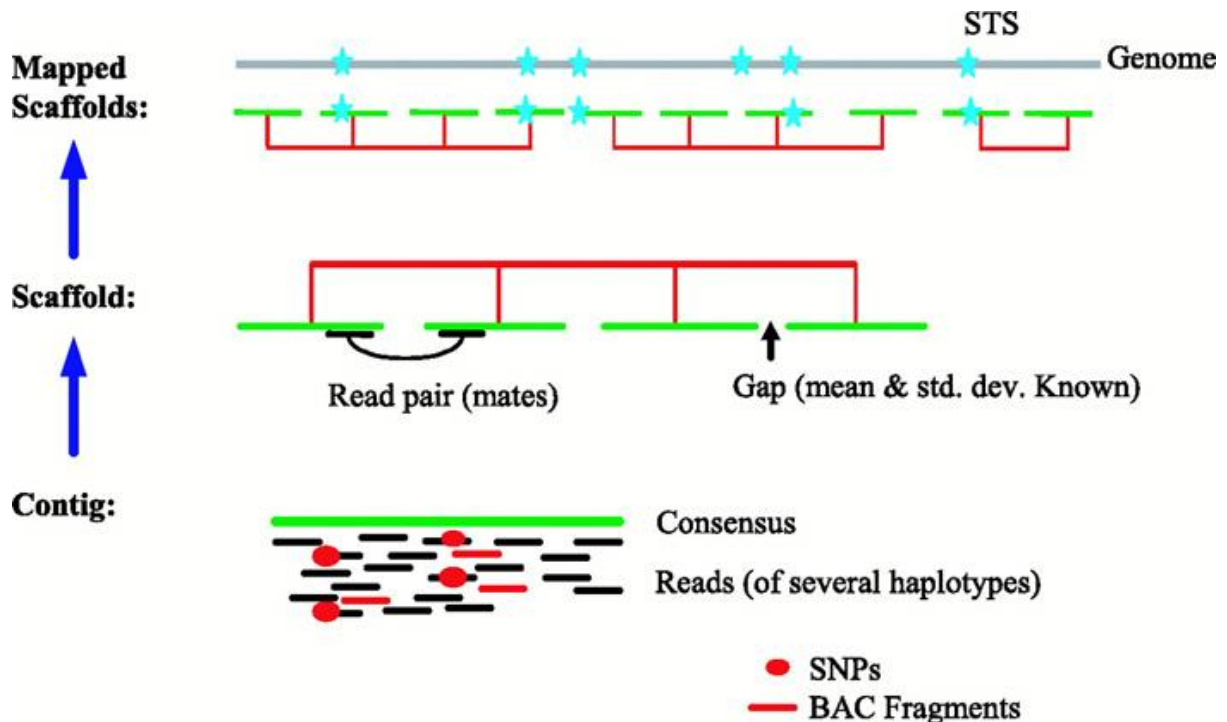 STS
Genome
Mapped
Scaffolds:
Scaffold:
Read pair (mates)
Gap (mean & std. dev. Known)
Contig:
Consensus
Reads (of several haplotypes)
SNPs
BAC Fragments